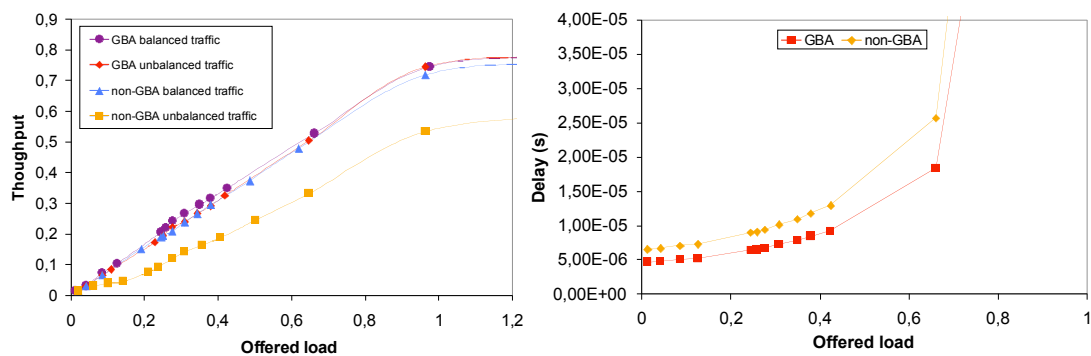 0,9
0,8
0,7
0,6
0,5
0,4
0,3
0,2
0,1
0
Thoughput
GBA balanced traffic
GBA unbalanced traffic
non-GBA balanced traffic
non-GBA unbalanced traffic
0 0,2 0,4 0,6 0,8 1 1,2
Offered load
4,00E-05
3,50E-05
3,00E-05
2,50E-05
2,00E-05
1,50E-05
1,00E-05
5,00E-06
0,00E+00
Delay (s)
GBA non-GBA
0 0,2 0,4 0,6 0,8 1
Offered load